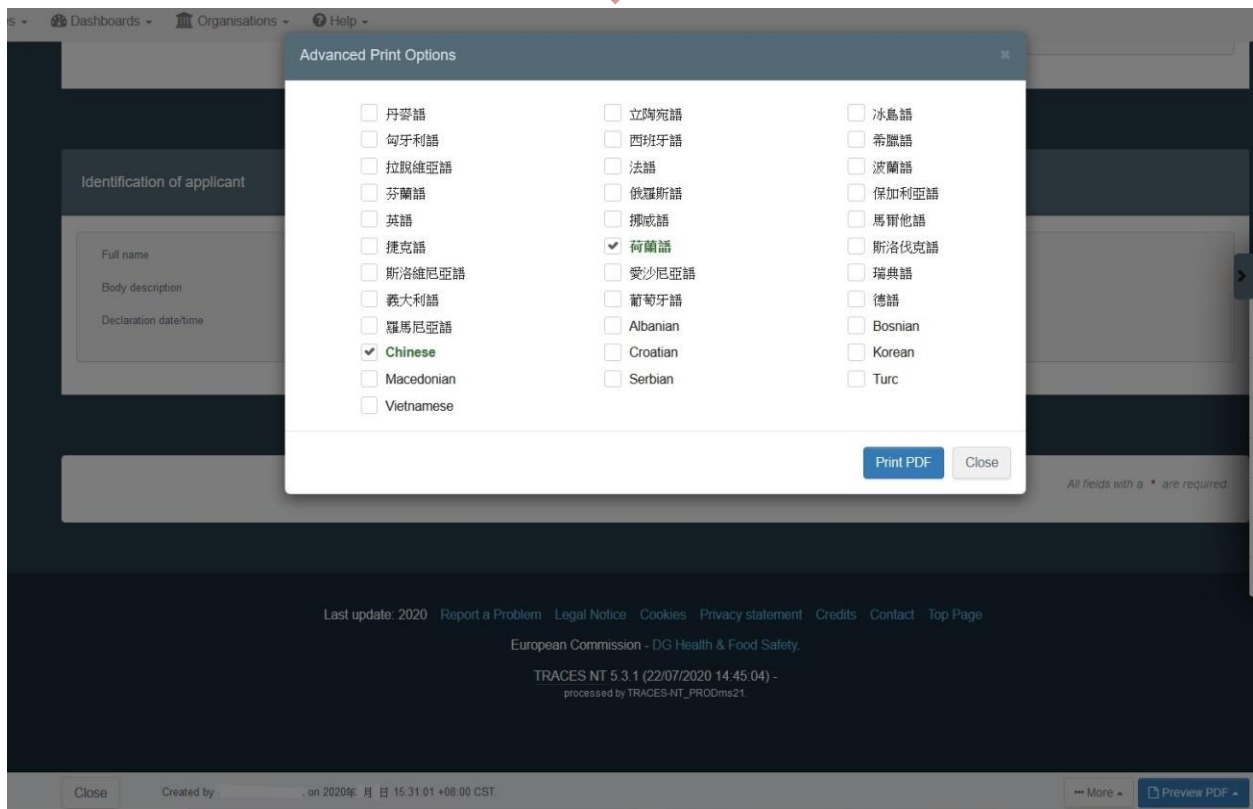 s Dashboards Organisations Help
Advanced Print Options
丹麥語 立陶宛語 冰島語
匈牙利語 西班牙語 希臘語
拉脫維亞語 法語 波蘭語
芬蘭語 俄羅斯語 保加利亞語
英語 挪威語 馬爾他語
捷克語 荷蘭語 斯洛伐克語
斯洛維尼亞語 愛沙尼亞語 瑞典語
義大利語 葡萄牙語 德語
羅馬尼亞語 Albanian Bosnian
Chinese Croatian Korean
Macedonian Serbian Turc
Vietnamese
Print PDF Close
Identification of applicant
Full name
Body description
Declaration date/time
All fields with a * are required.
Last update: 2020 Report a Problem Legal Notice Cookies Privacy statement Credits Contact Top Page
European Commission - DG Health & Food Safety.
TRACES NT 5.3.1 (22/07/2020 14:45:04) -
processed by TRACES-NT_PRODms21.
Close Created by . on 2020年 月 日 15:31:01 +08:00 CST. More Preview PDF